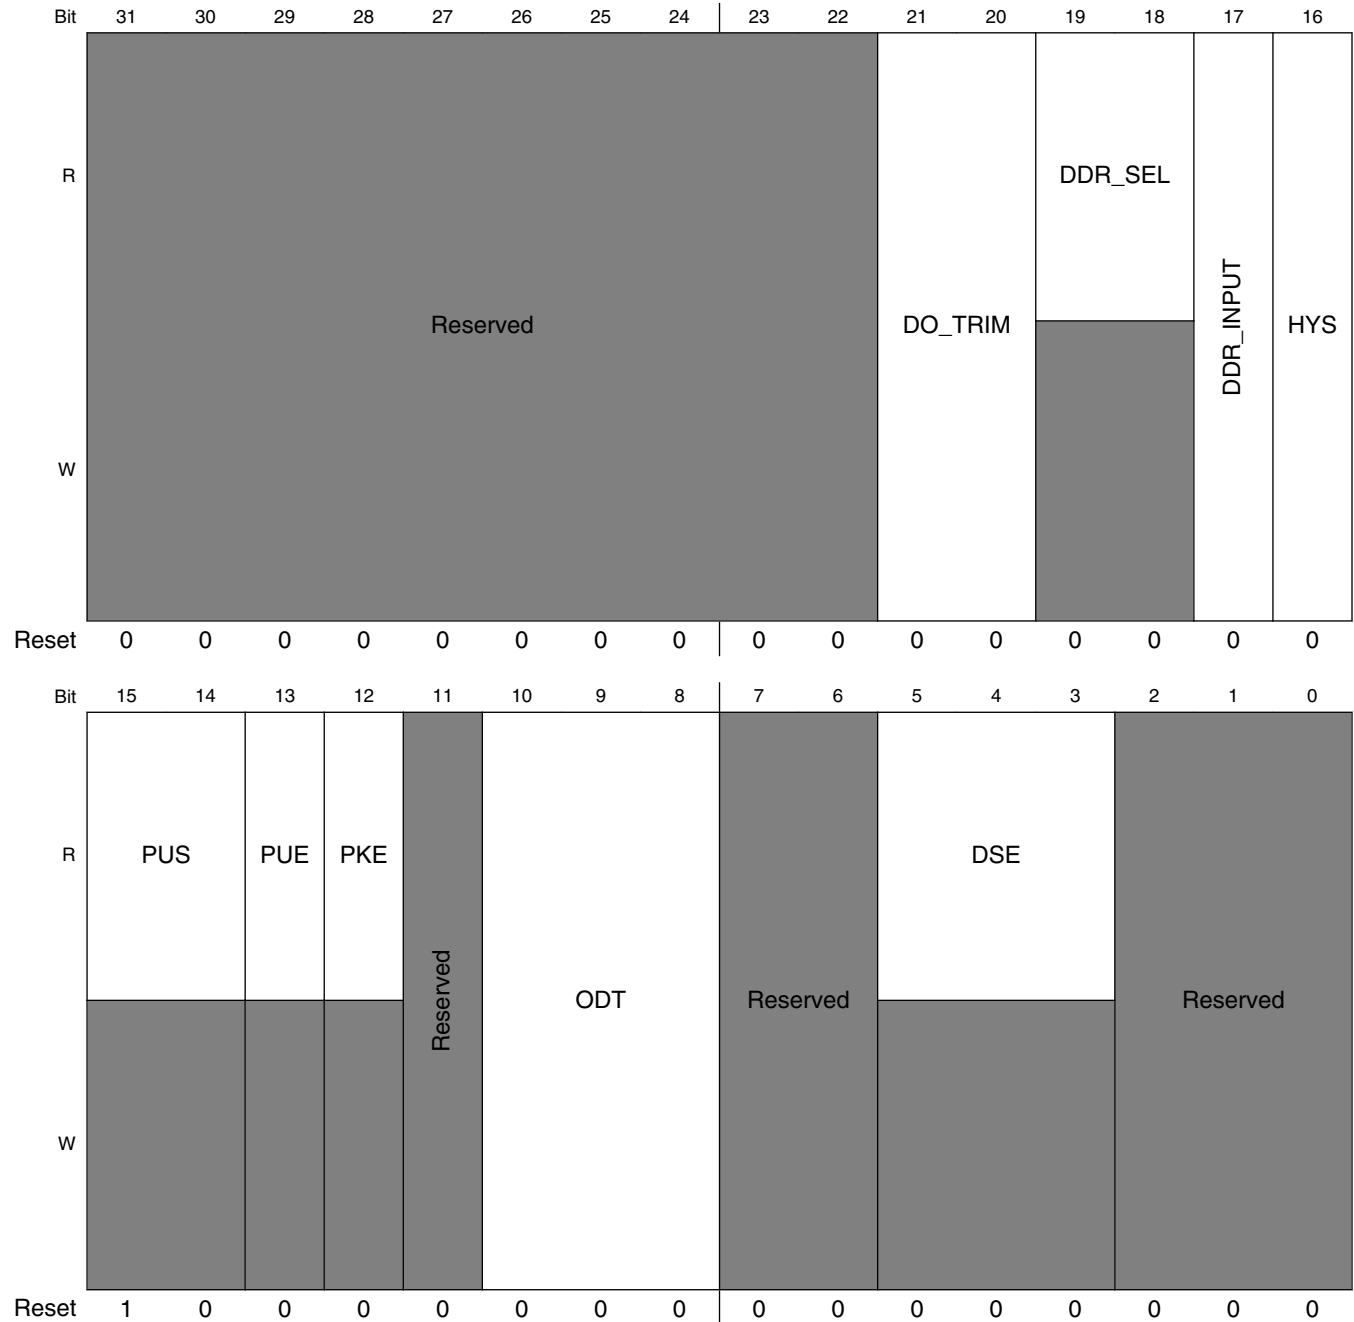 Bit 31 30 29 28 27 26 25 24 23 22 21 20 19 18 17 16
R DDR_SEL
Reserved DO_TRIM DDR_INPUT HYS
W
Reset 0 0 0 0 0 0 0 0 0 0 0 0 0 0 0 0
Bit 15 14 13 12 11 10 9 8 7 6 5 4 3 2 1 0
R PUS PUE PKE DSE
Reserved ODT Reserved Reserved
W
Reset 1 0 0 0 0 0 0 0 0 0 0 0 0 0 0 0